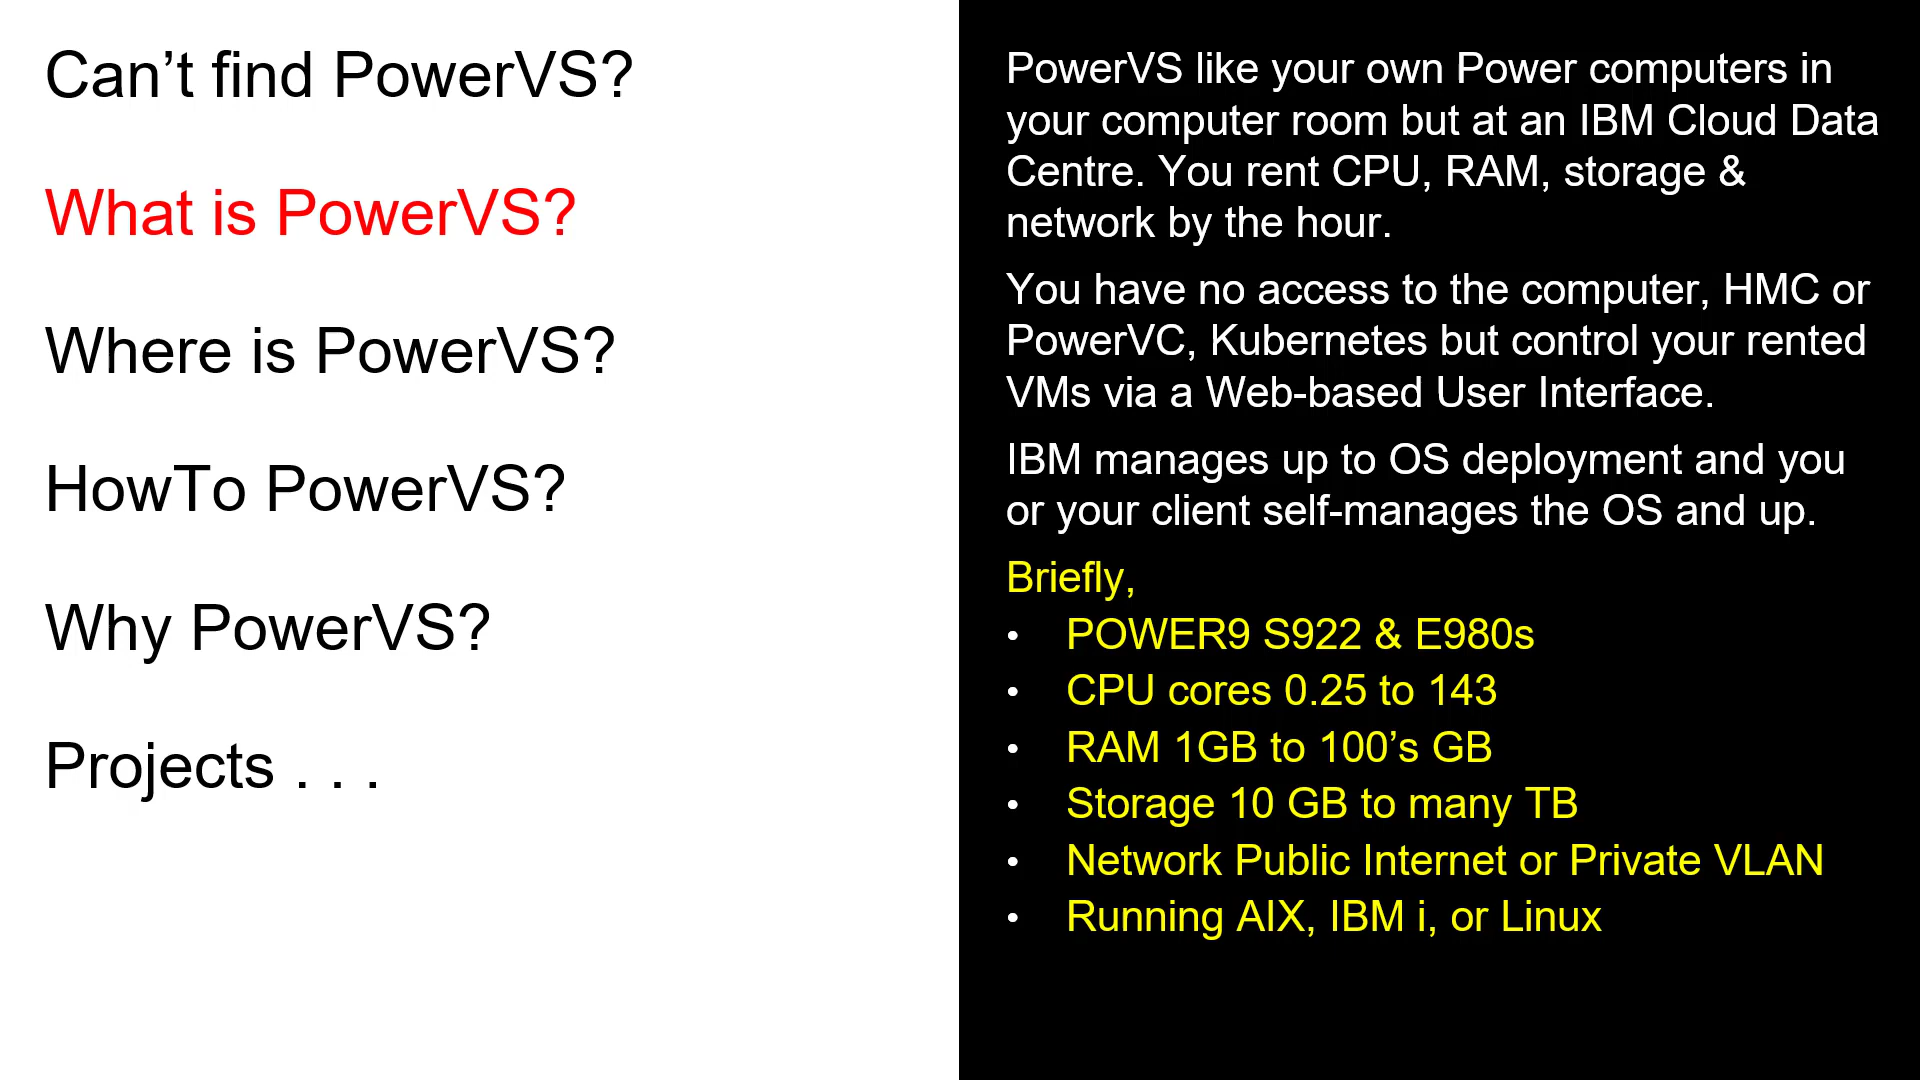 Can’t find PowerVS?
What is PowerVS?
Where is PowerVS?
HowTo PowerVS?
Why PowerVS?
Projects . . .
PowerVS like your own Power computers in
your computer room but at an IBM Cloud Data
Centre. You rent CPU, RAM, storage &
network by the hour.
You have no access to the computer, HMC or
PowerVC, Kubernetes but control your rented
VMs via a Web-based User Interface.
IBM manages up to OS deployment and you
or your client self-manages the OS and up.
Briefly,
• POWER9 S922 & E980s
• CPU cores 0.25 to 143
• RAM 1GB to 100’s GB
• Storage 10 GB to many TB
• Network Public Internet or Private VLAN
• Running AIX, IBM i, or Linux